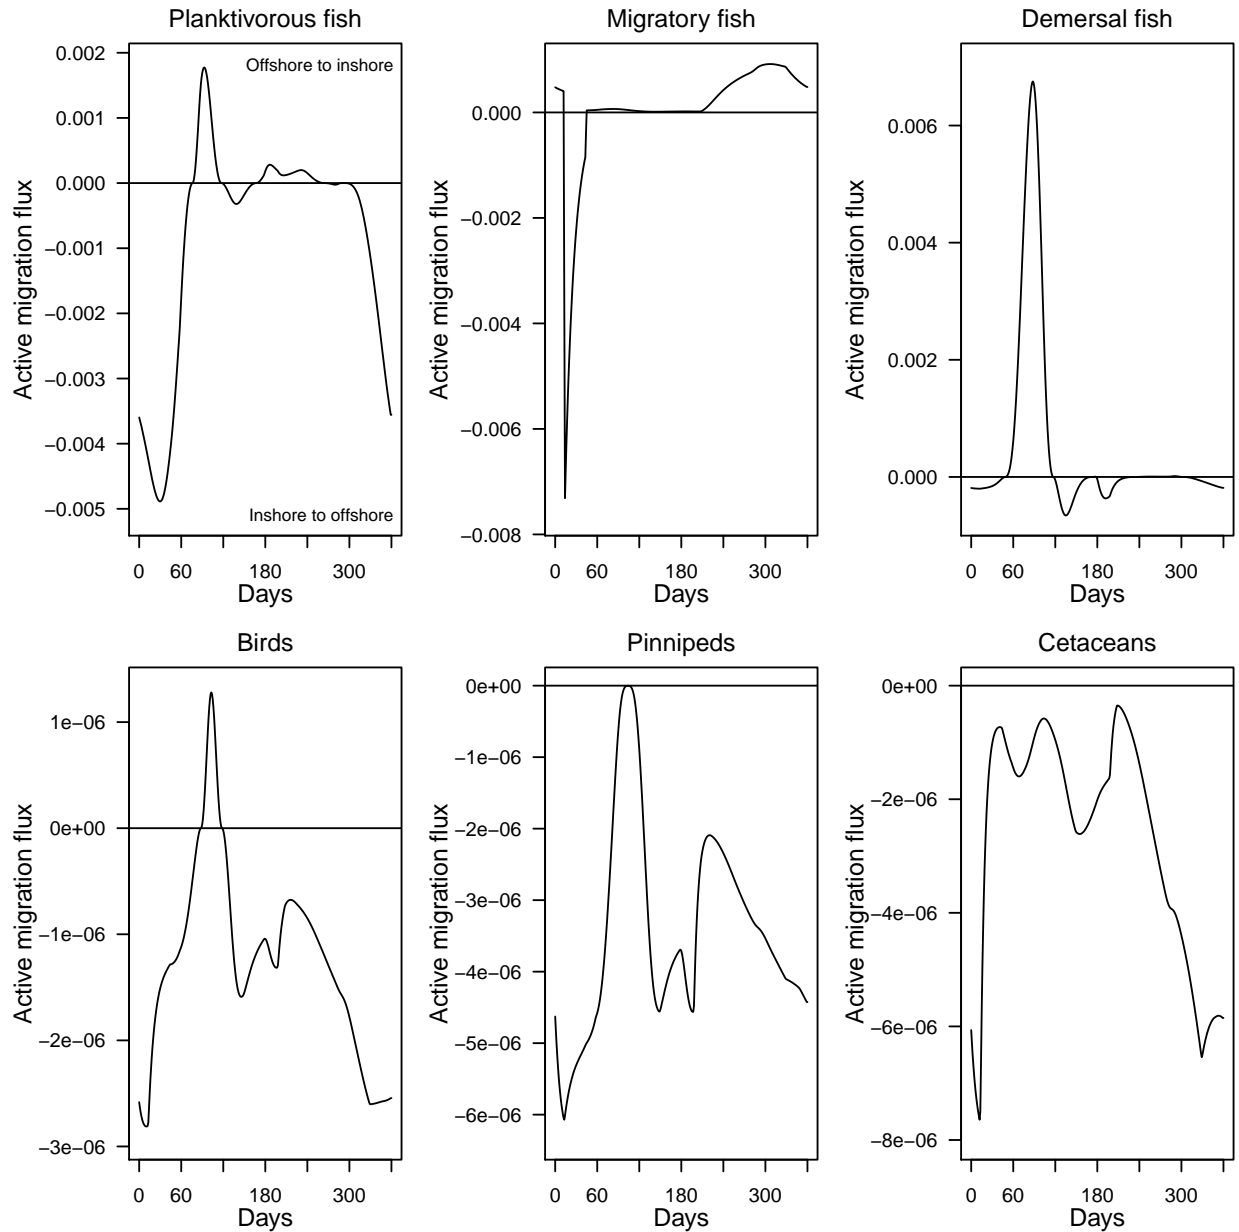 Planktivorous fish
Offshore to inshore
Inshore to offshore
0.002
0.001
0.000
−0.001
−0.002
−0.003
−0.004
−0.005
Active migration flux
0 60 180 300
Days
Migratory fish
0.000
−0.002
−0.004
−0.006
−0.008
Active migration flux
0 60 180 300
Days
Demersal fish
0.006
0.004
0.002
0.000
Active migration flux
0 60 180 300
Days
Birds
1e−06
0e+00
−1e−06
−2e−06
−3e−06
Active migration flux
0 60 180 300
Days
Pinnipeds
0e+00
−1e−06
−2e−06
−3e−06
−4e−06
−5e−06
−6e−06
Active migration flux
0 60 180 300
Days
Cetaceans
0e+00
−2e−06
−4e−06
−6e−06
−8e−06
Active migration flux
0 60 180 300
Days